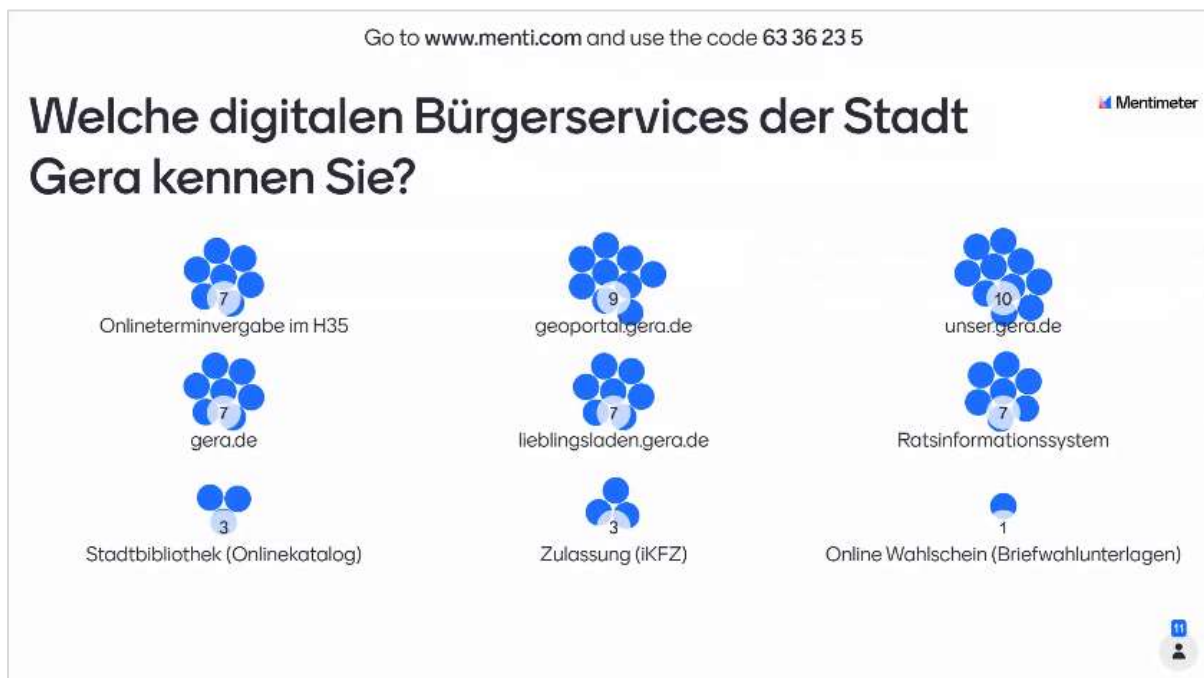 Go to www.menti.com and use the code 63 36 23 5
Mentimeter
Welche digitalen Bürgerservices der Stadt
Gera kennen Sie?
7
Onlineterminvergabe im H35
9
geoportal.gera.de
10
unser.gera.de
7
gera.de
7
lieblingsladen.gera.de
7
Ratsinformationssystem
3
Stadtbibliothek (Onlinekatalog)
3
Zulassung (iKFZ)
1
Online Wahlschein (Briefwahlunterlagen)
11